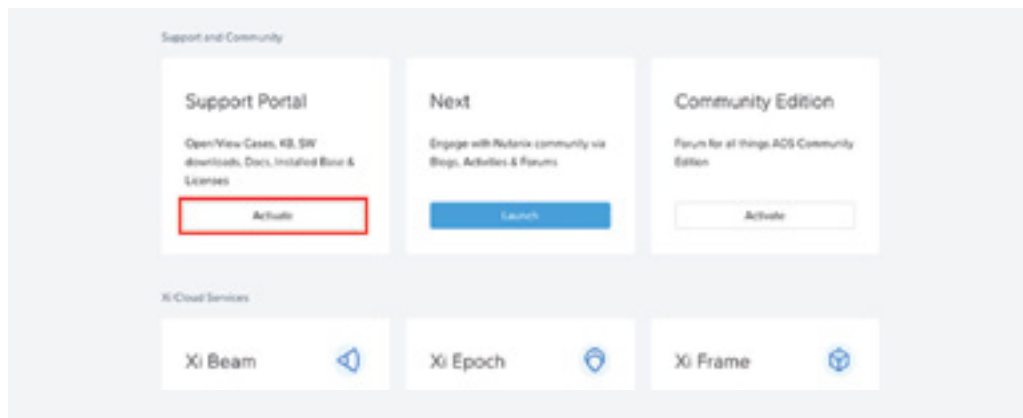 Support and Community
Support Portal
Open/View Cases, KB, SW
downloads, Docs, Installed Base &
Licenses
Activate
Next
Engage with Nutanix community via
Blogs, Activities & Forums
Launch
Community Edition
Forum for all things AOS Community
Edition
Activate
Xi Cloud Services
Xi Beam
Xi Epoch
Xi Frame